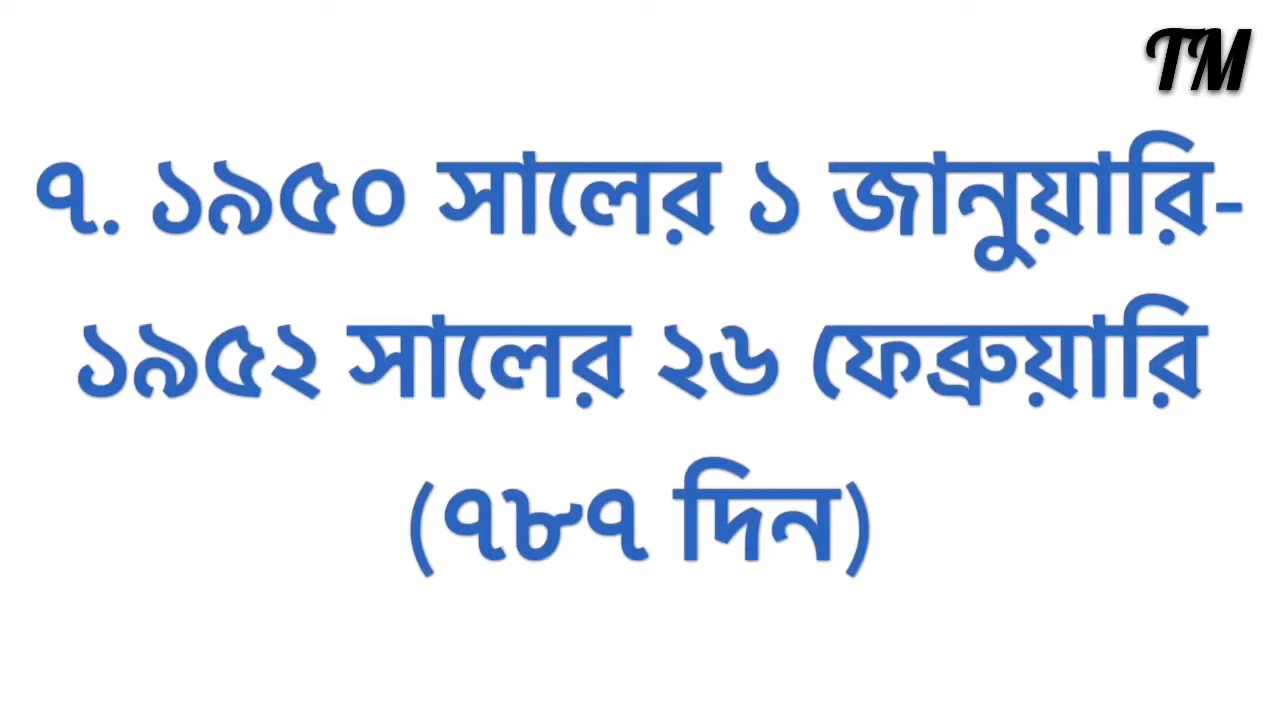 TM
৭. ১৯৫০ সালের ১ জানুয়ারি-
১৯৫২ সালের ২৬ ফেব্রুয়ারি
(৭৮৭ দিন)